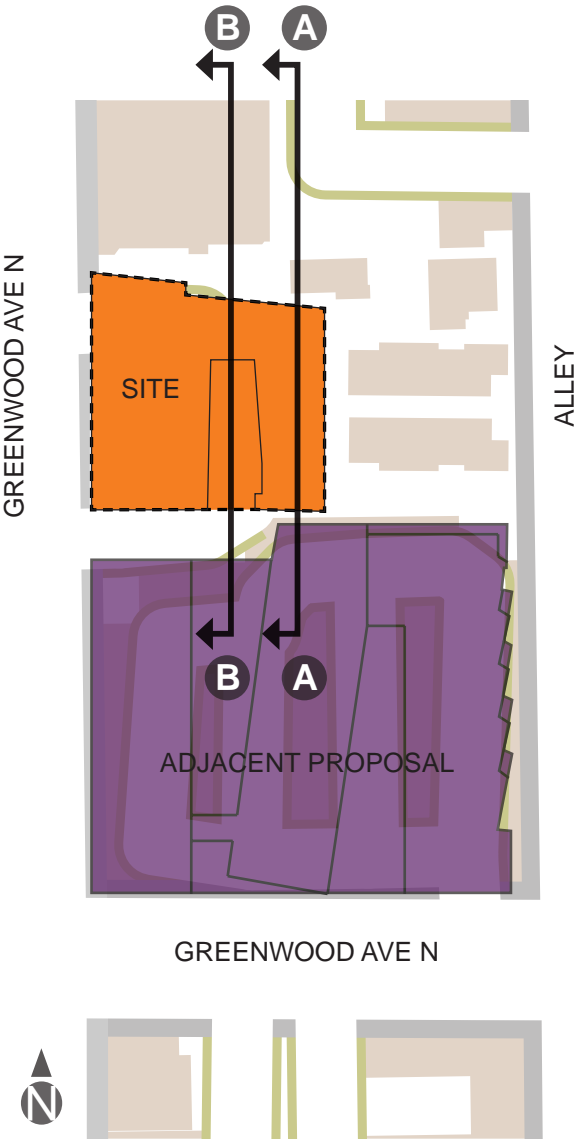 B
A
GREENWOOD AVE N
SITE
ALLEY
B
A
ADJACENT PROPOSAL
GREENWOOD AVE N
N